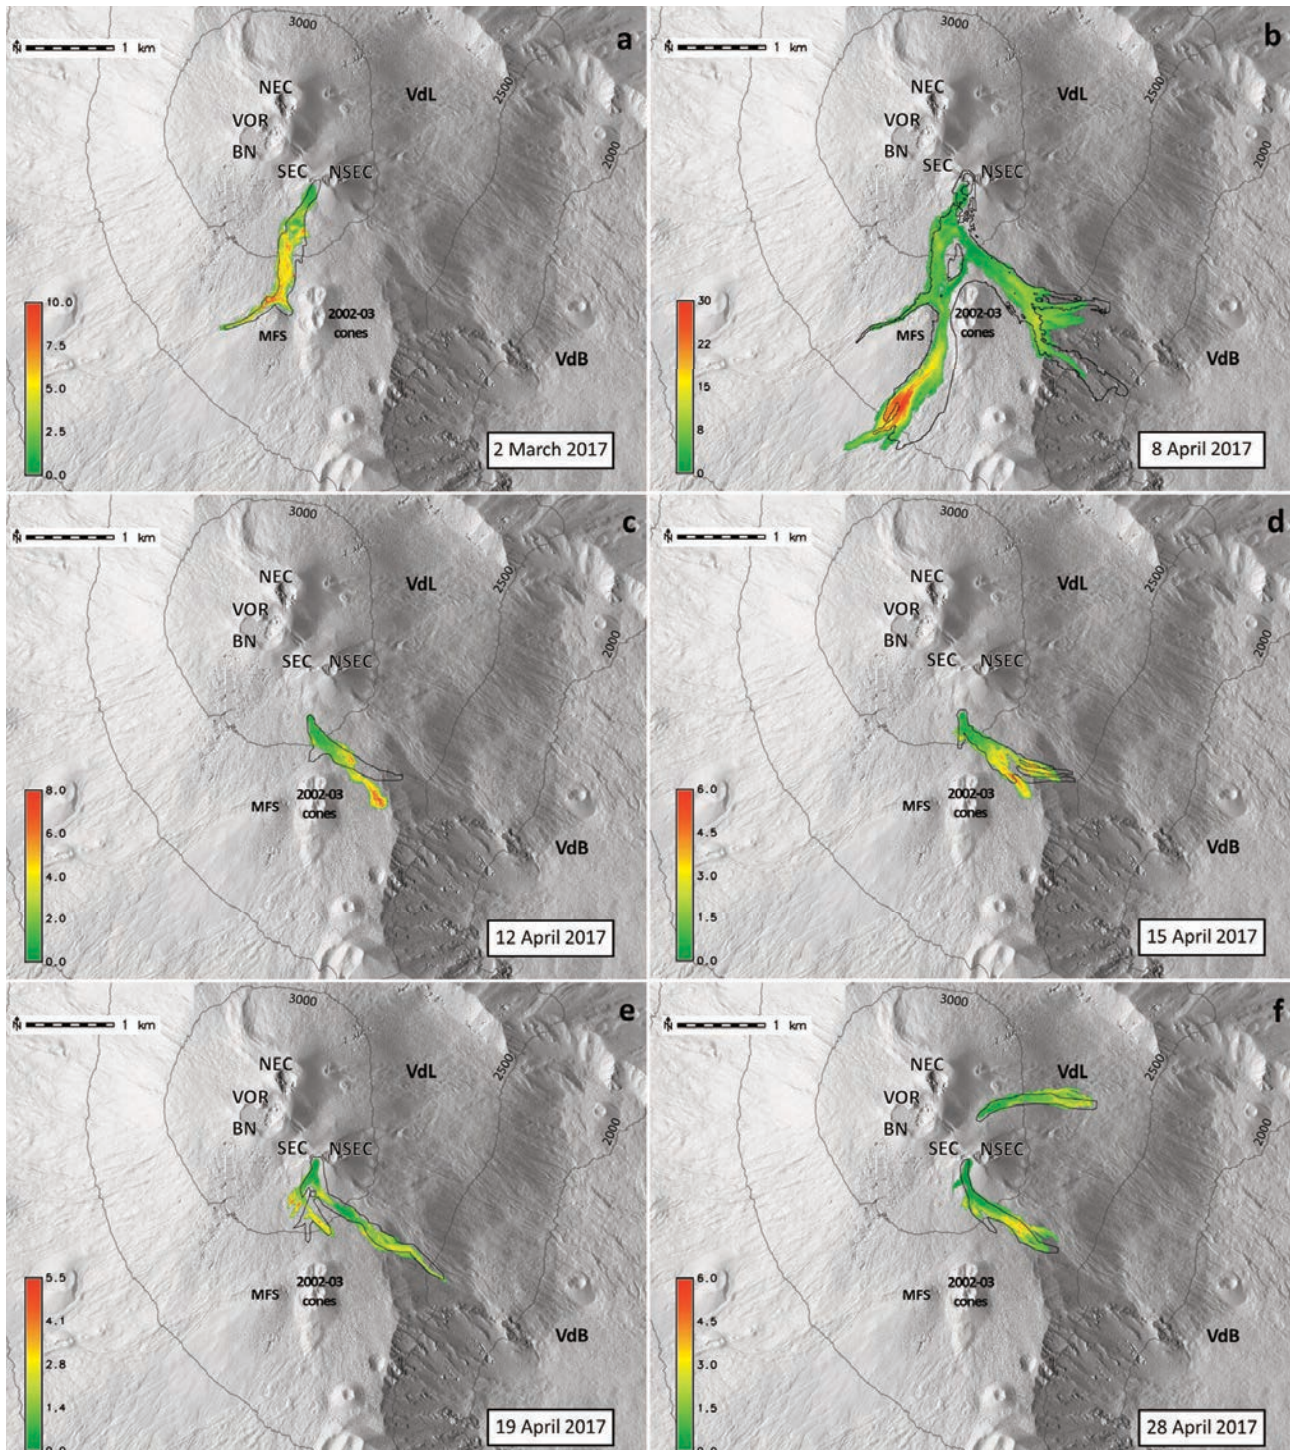 3000
a
N 1 km
NEC
VdL
2500
VOR
BN
2000
SEC NSEC
10.0
7.5
5.0
2.5
0.0
MFS
2002-03
cones
VdB
2 March 2017
3000
b
N 1 km
NEC
VdL
2500
VOR
BN
2000
SEC NSEC
30
22
15
8
0
MFS
2002-03
cones
VdB
8 April 2017
3000
c
N 1 km
NEC
VdL
2500
VOR
BN
2000
SEC NSEC
8.0
6.0
4.0
2.0
0.0
MFS
2002-03
cones
VdB
12 April 2017
3000
d
N 1 km
NEC
VdL
2500
VOR
BN
2000
SEC NSEC
6.0
4.5
3.0
1.5
0.0
MFS
2002-03
cones
VdB
15 April 2017
3000
e
N 1 km
NEC
VdL
2500
VOR
BN
2000
SEC NSEC
5.5
4.1
2.8
1.4
MFS
2002-03
cones
VdB
19 April 2017
3000
f
N 1 km
NEC
VdL
2500
VOR
BN
2000
SEC NSEC
6.0
4.5
3.0
1.5
MFS
2002-03
cones
VdB
28 April 2017